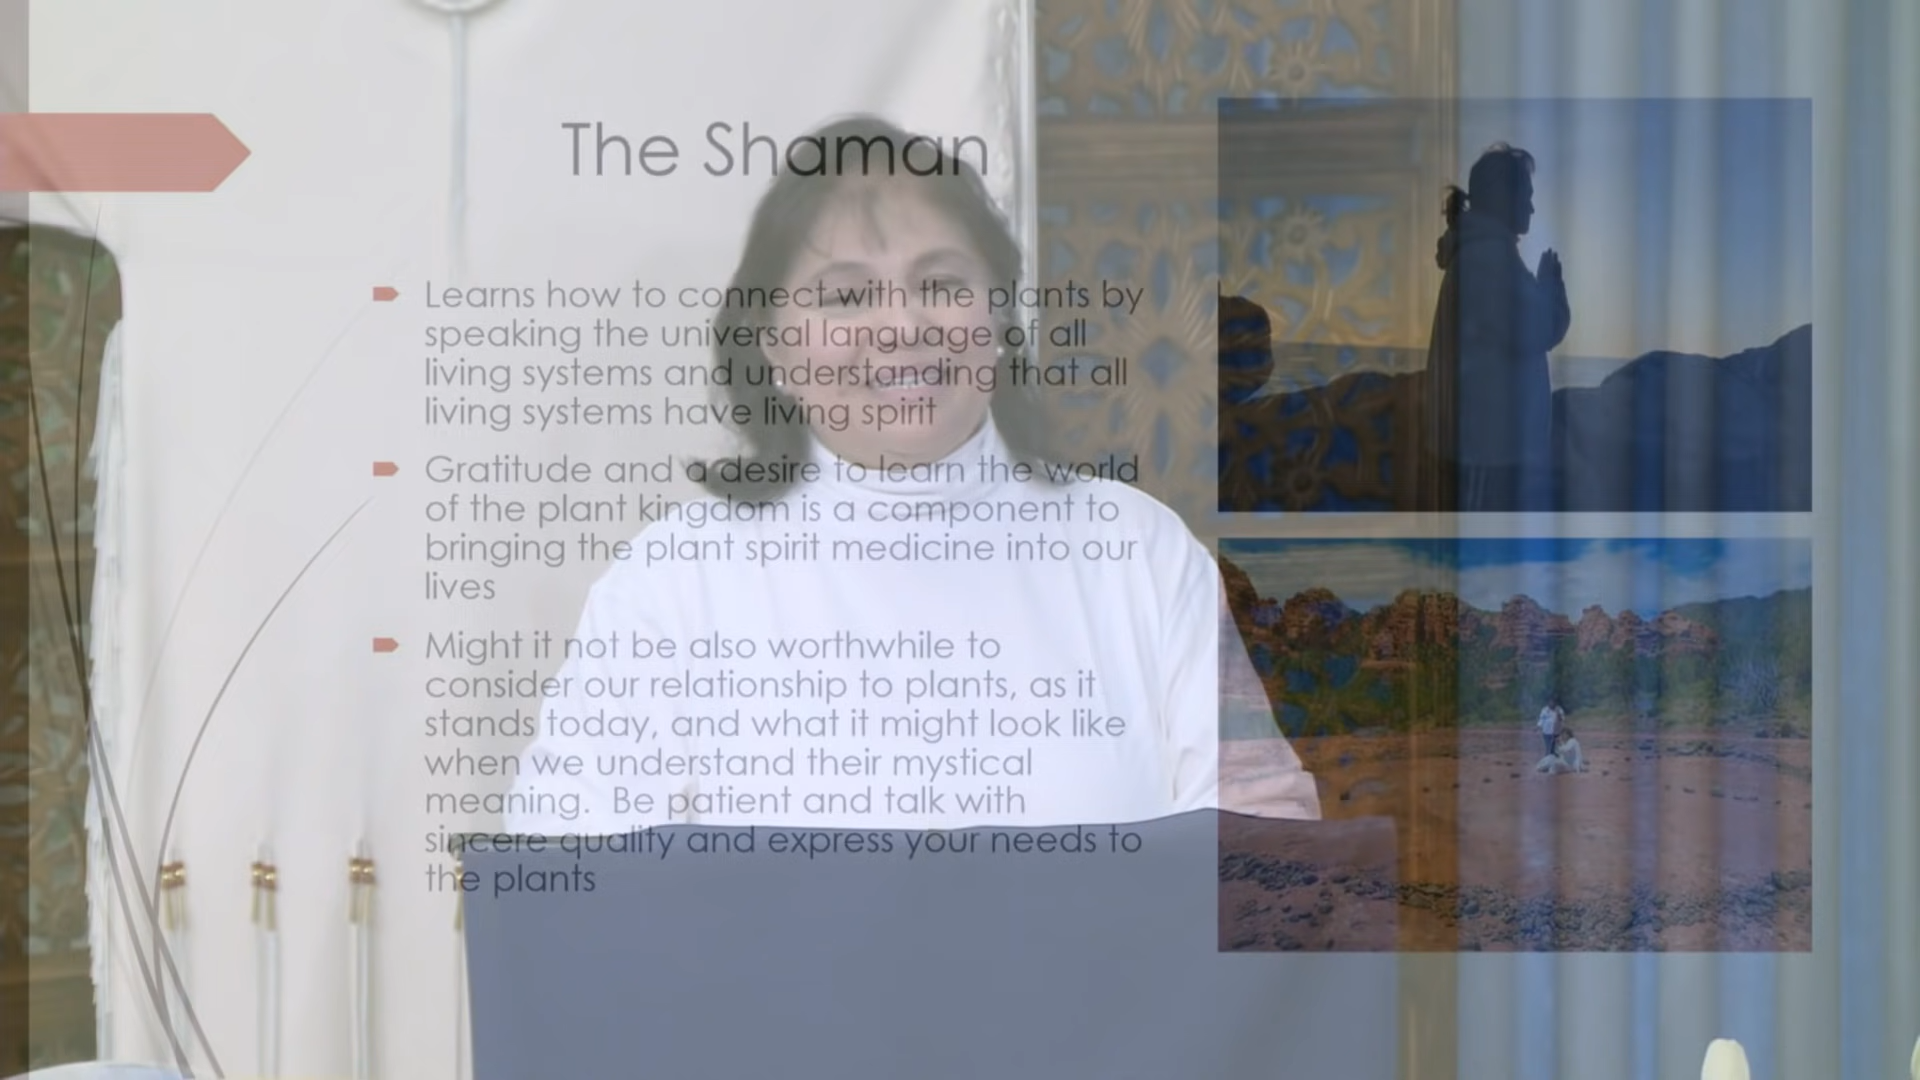 The Shaman
Learns how to connect with the plants by
speaking the universal language of all
living systems and understanding that all
living systems have living spirit
Gratitude and a desire to learn the world
of the plant kingdom is a component to
bringing the plant spirit medicine into our
lives
Might it not be also worthwhile to
consider our relationship to plants, as it
stands today, and what it might look like
when we understand their mystical
meaning.  Be patient and talk with
sincere quality and express your needs to
the plants